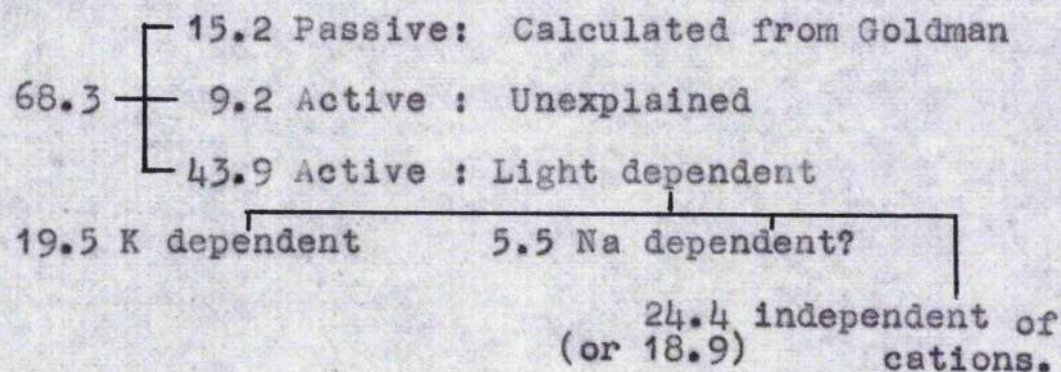 15.2 Passive: Calculated from Goldman
68.3 9.2 Active : Unexplained
43.9 Active : Light dependent
19.5 K dependent 5.5 Na dependent?
24.4 independent of
(or 18.9) cations.